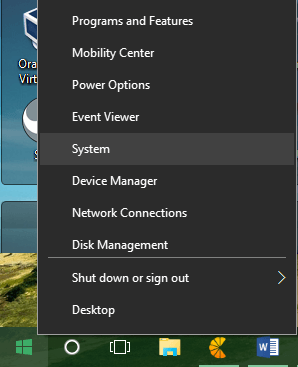 Programs and Features
Mobility Center
Ora
Virt
Power Options
Event Viewer
System
Device Manager
Network Connections
Disk Management
Shut down or sign out
Desktop